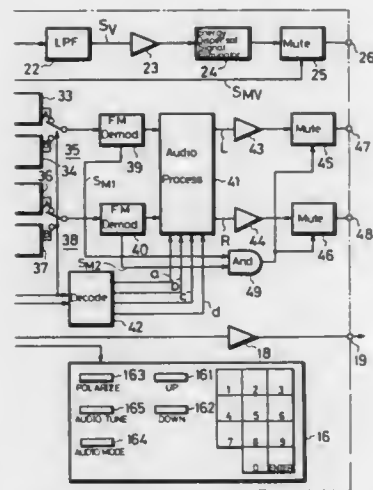 SV
LPF
22
23
Energy Dispersal Signal
24
Mute
25
26
SMV
33
35
34
36
38
37
FM Demod
39
SM1
FM Demod
40
SM2
Audio Process
41
L
43
Mute
45
47
R
44
Mute
46
48
And
49
a
b
c
d
Decode
42
18
19
163
POLARIZE
161
UP
165
AUDIO TUNE
162
DOWN
164
AUDIO MODE
1 2 3
4 5 6
7 8 9
0 ENTER
16